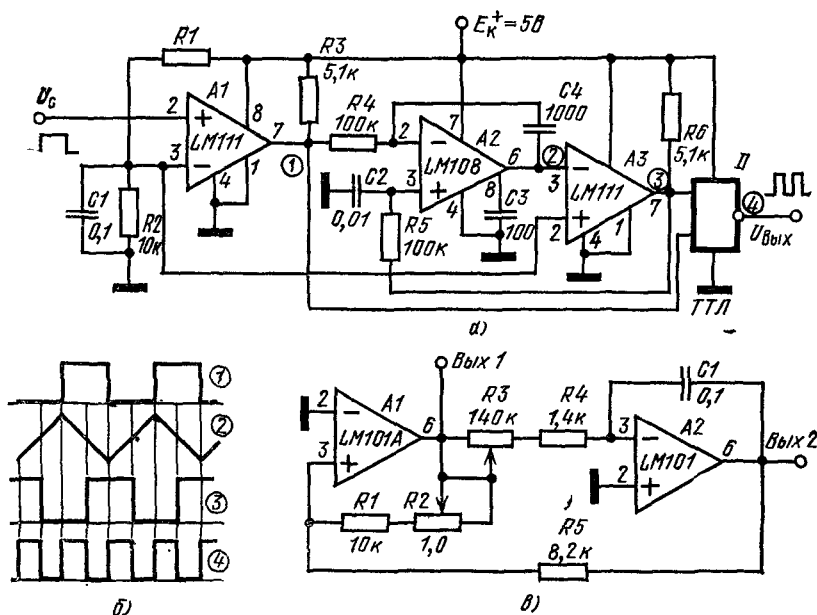 R1
R3
5,1к
Eк⁺=5В
C4
1000
R6
5,1к
Uс
2
A1
8
LM111
7
3
4
1
①
R4
100к
2
7
A2
LM108
6
3
8
4
②
3
A3
LM111
③
7
2
4
1
D
④
Uвых
C1
0,1
R2
10к
C2
0,01
R5
100к
C3
100
ТТЛ
а)
①
②
③
④
б)
Вых 1
2
A1
LM101A
6
3
R3
140к
R4
1,4к
C1
0,1
3
A2
LM101
6
2
Вых 2
R1
10к
R2
1,0
R5
8,2к
в)